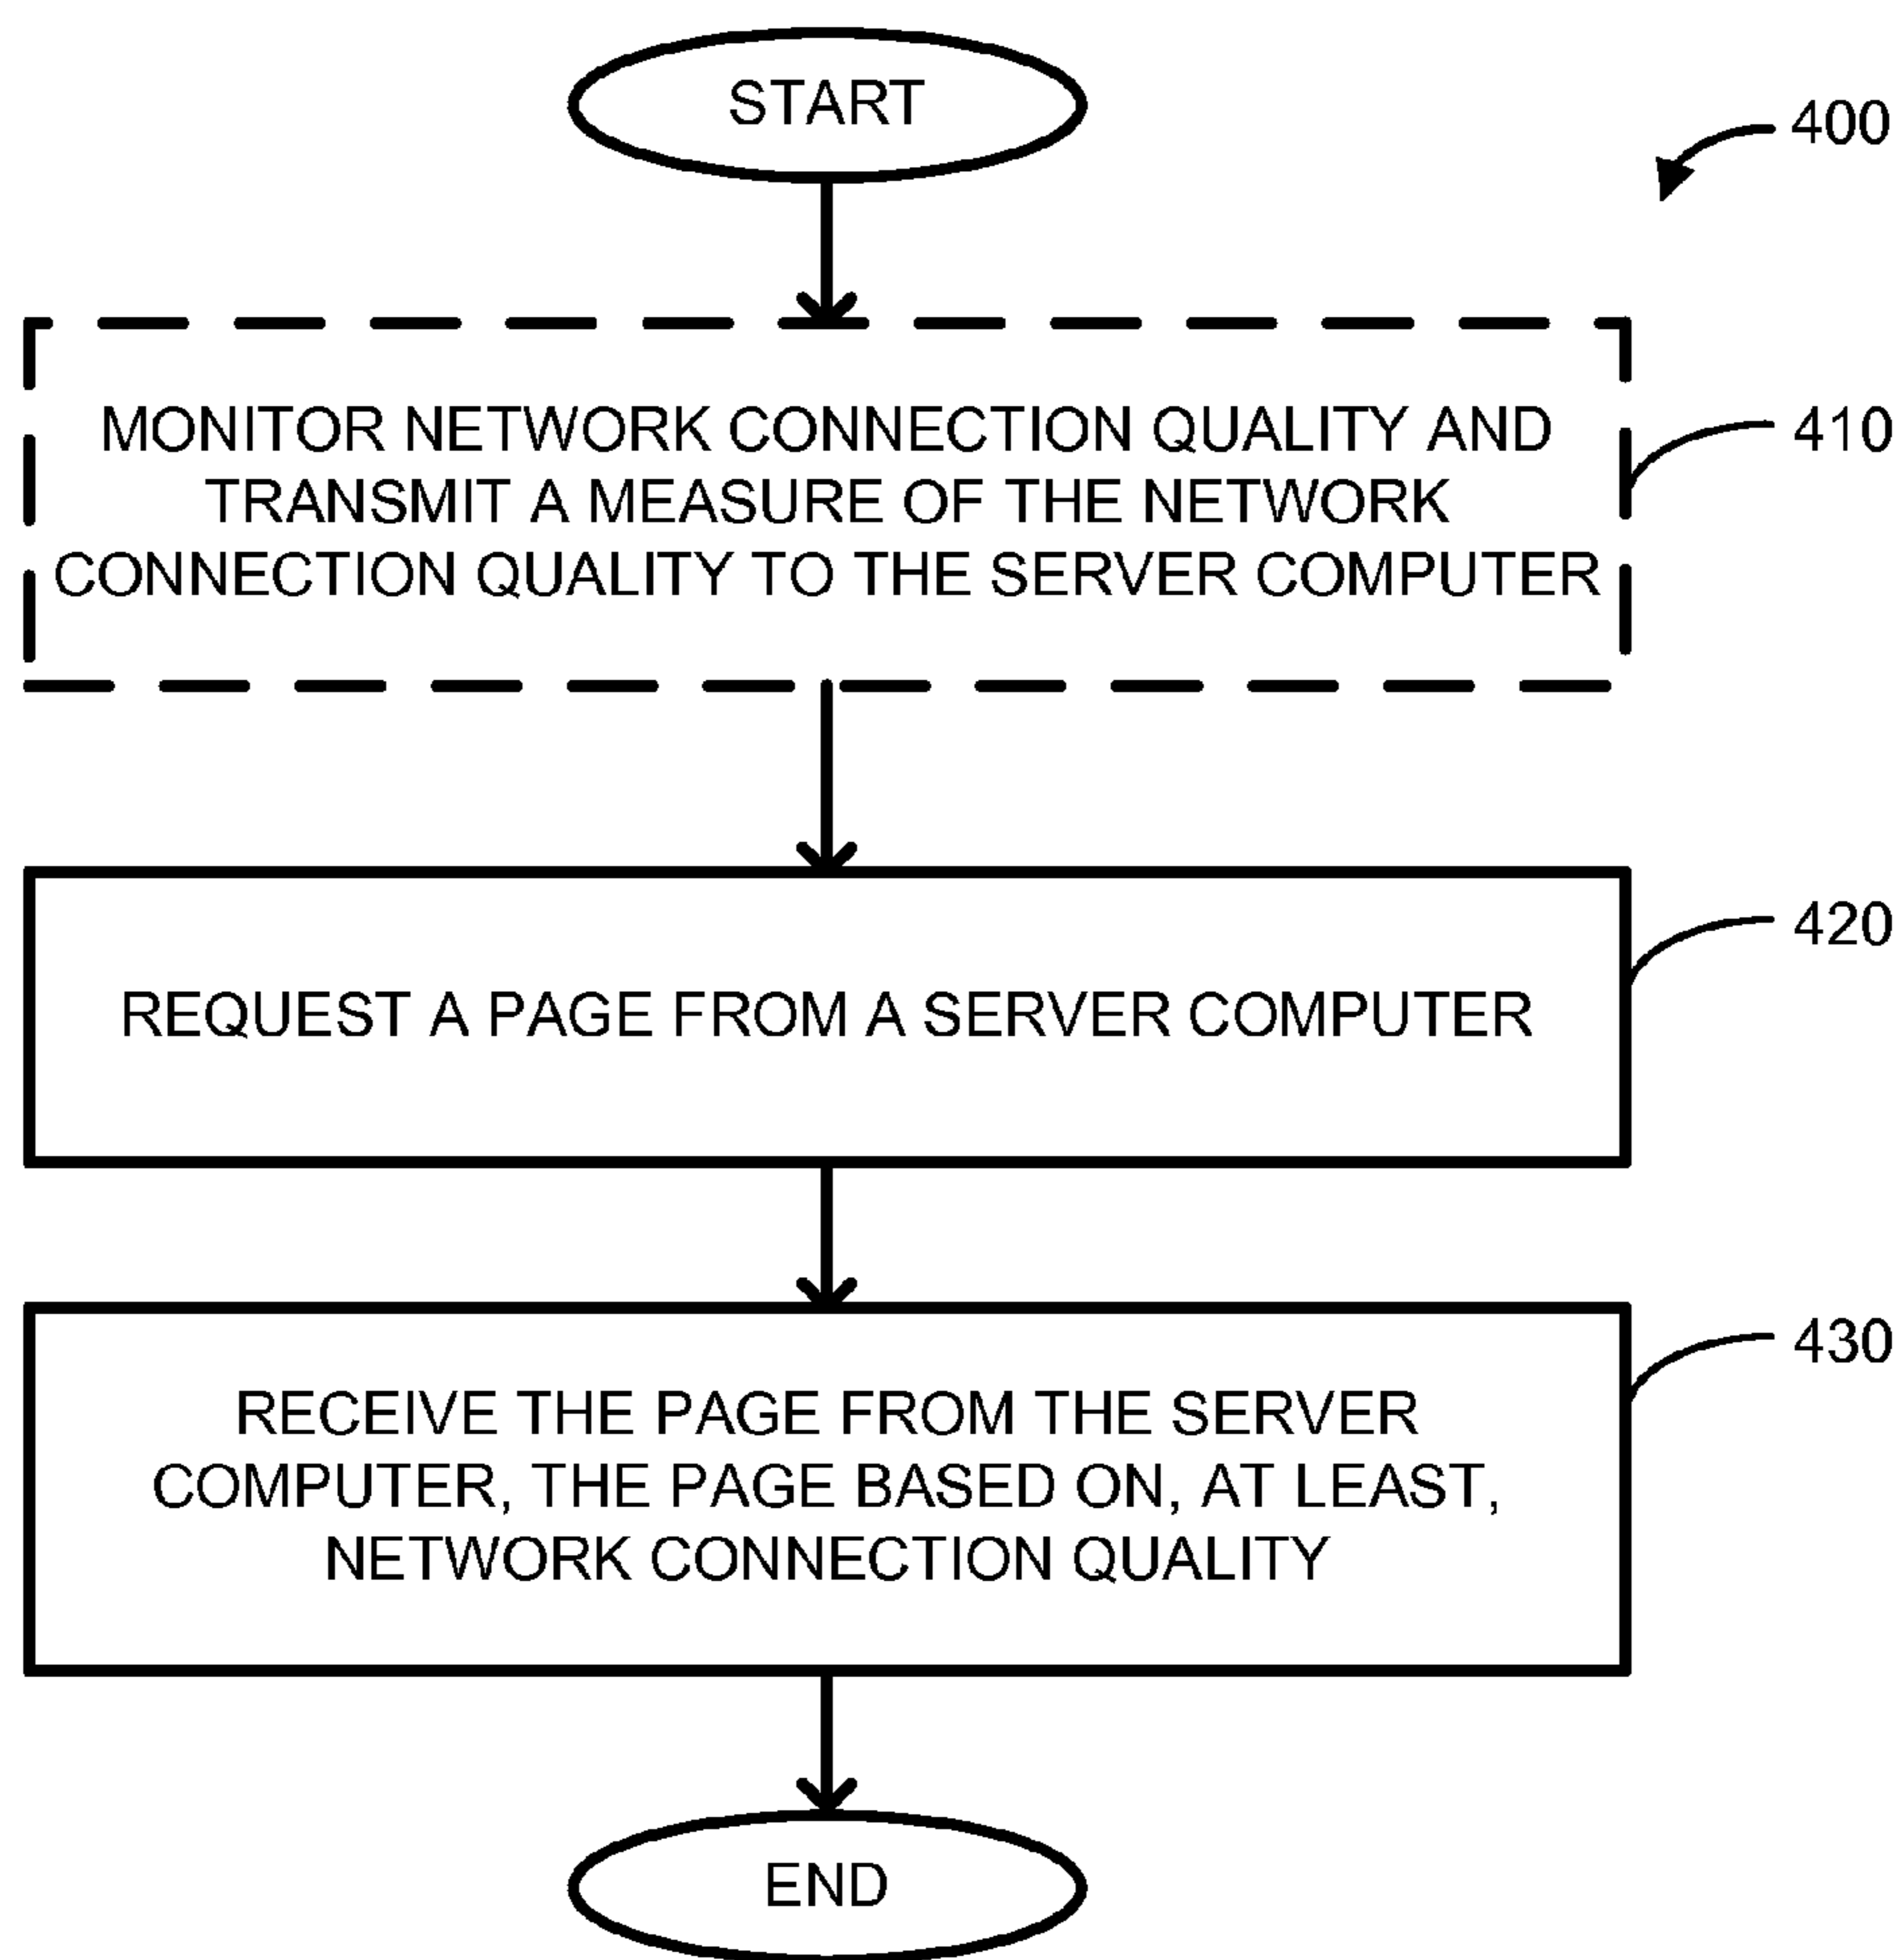 START
400
MONITOR NETWORK CONNECTION QUALITY AND
TRANSMIT A MEASURE OF THE NETWORK
CONNECTION QUALITY TO THE SERVER COMPUTER
410
REQUEST A PAGE FROM A SERVER COMPUTER
420
RECEIVE THE PAGE FROM THE SERVER
COMPUTER, THE PAGE BASED ON, AT LEAST,
NETWORK CONNECTION QUALITY
430
END